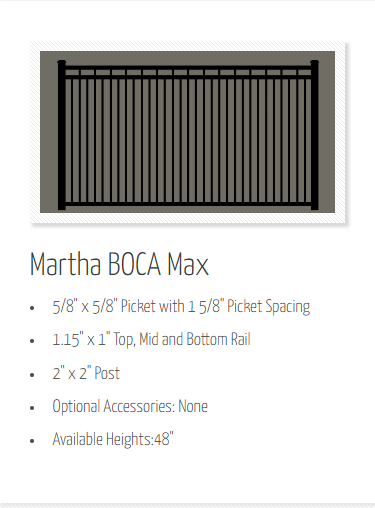 Martha BOCA Max
5/8" x 5/8" Picket with 1 5/8" Picket Spacing
1.15" x 1" Top, Mid and Bottom Rail
2" x 2" Post
Optional Accessories: None
Available Heights:48"